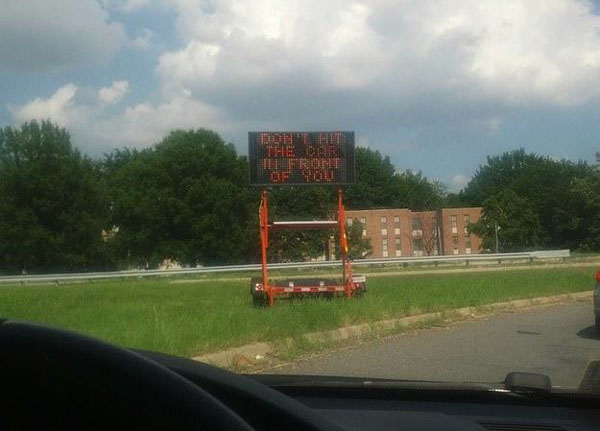 DON'T HIT
THE CAR
IN FRONT
OF YOU